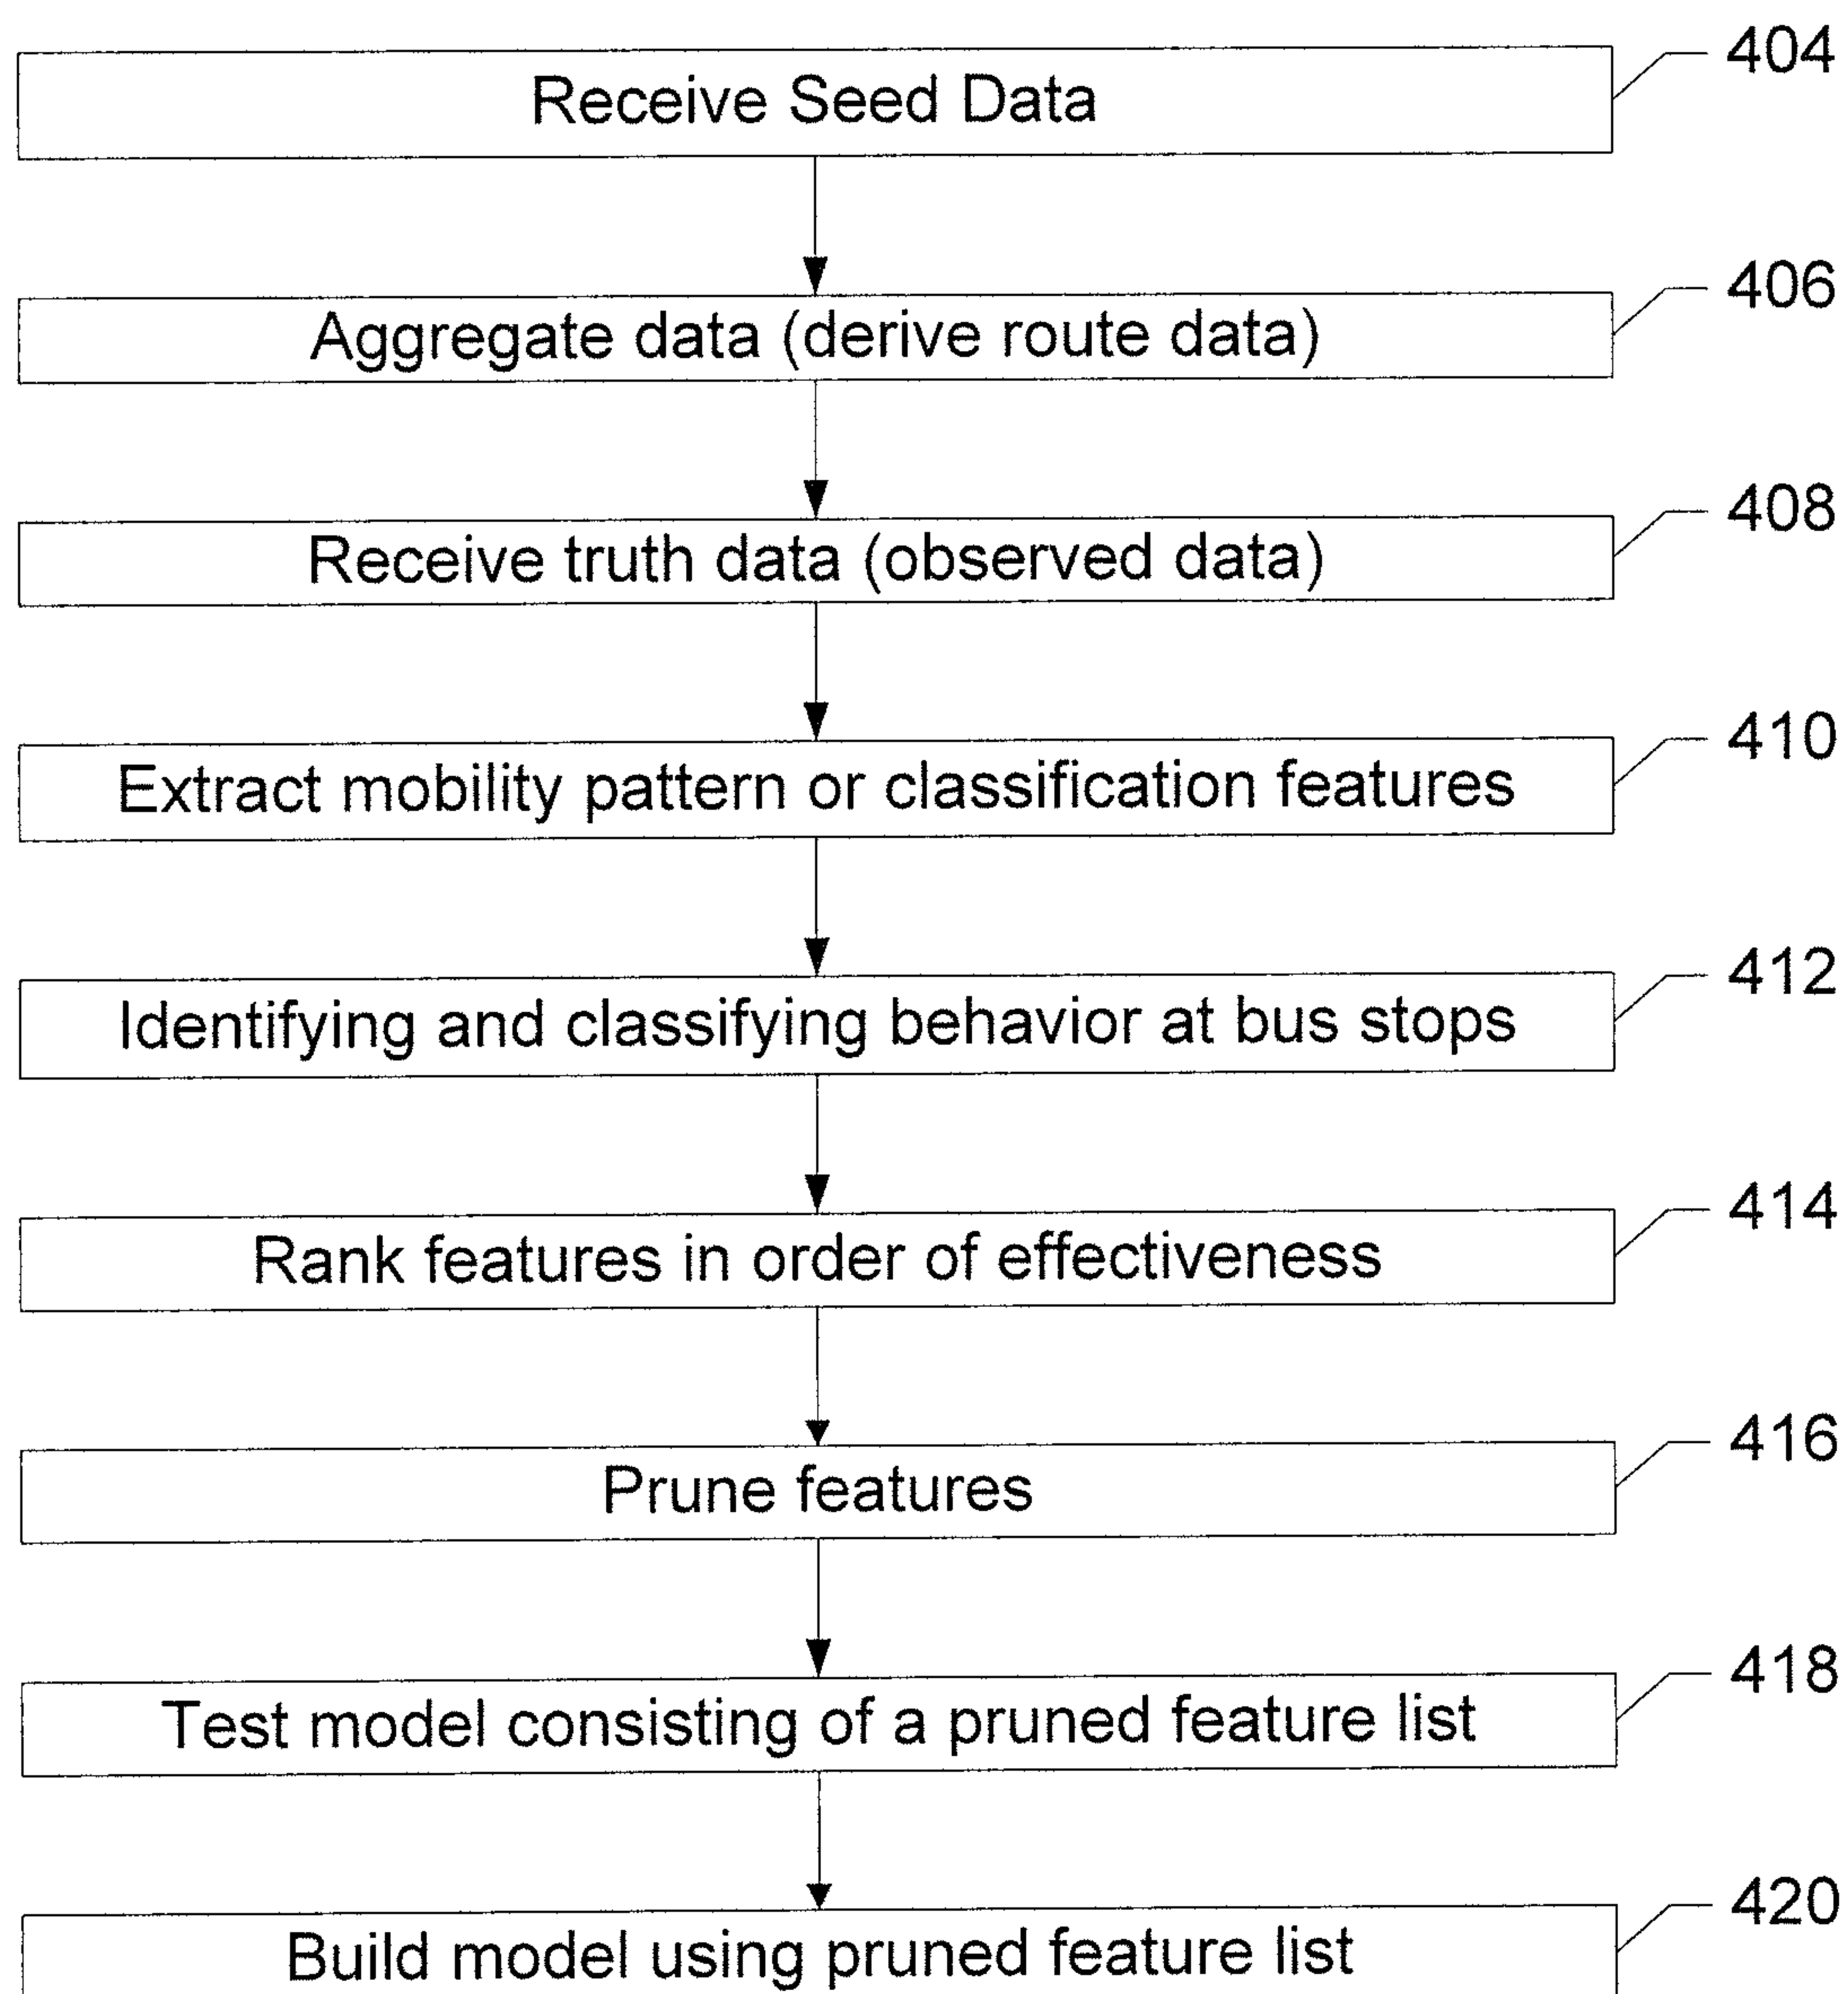 Receive Seed Data
404
Aggregate data (derive route data)
406
Receive truth data (observed data)
408
Extract mobility pattern or classification features
410
Identifying and classifying behavior at bus stops
412
Rank features in order of effectiveness
414
Prune features
416
Test model consisting of a pruned feature list
418
Build model using pruned feature list
420